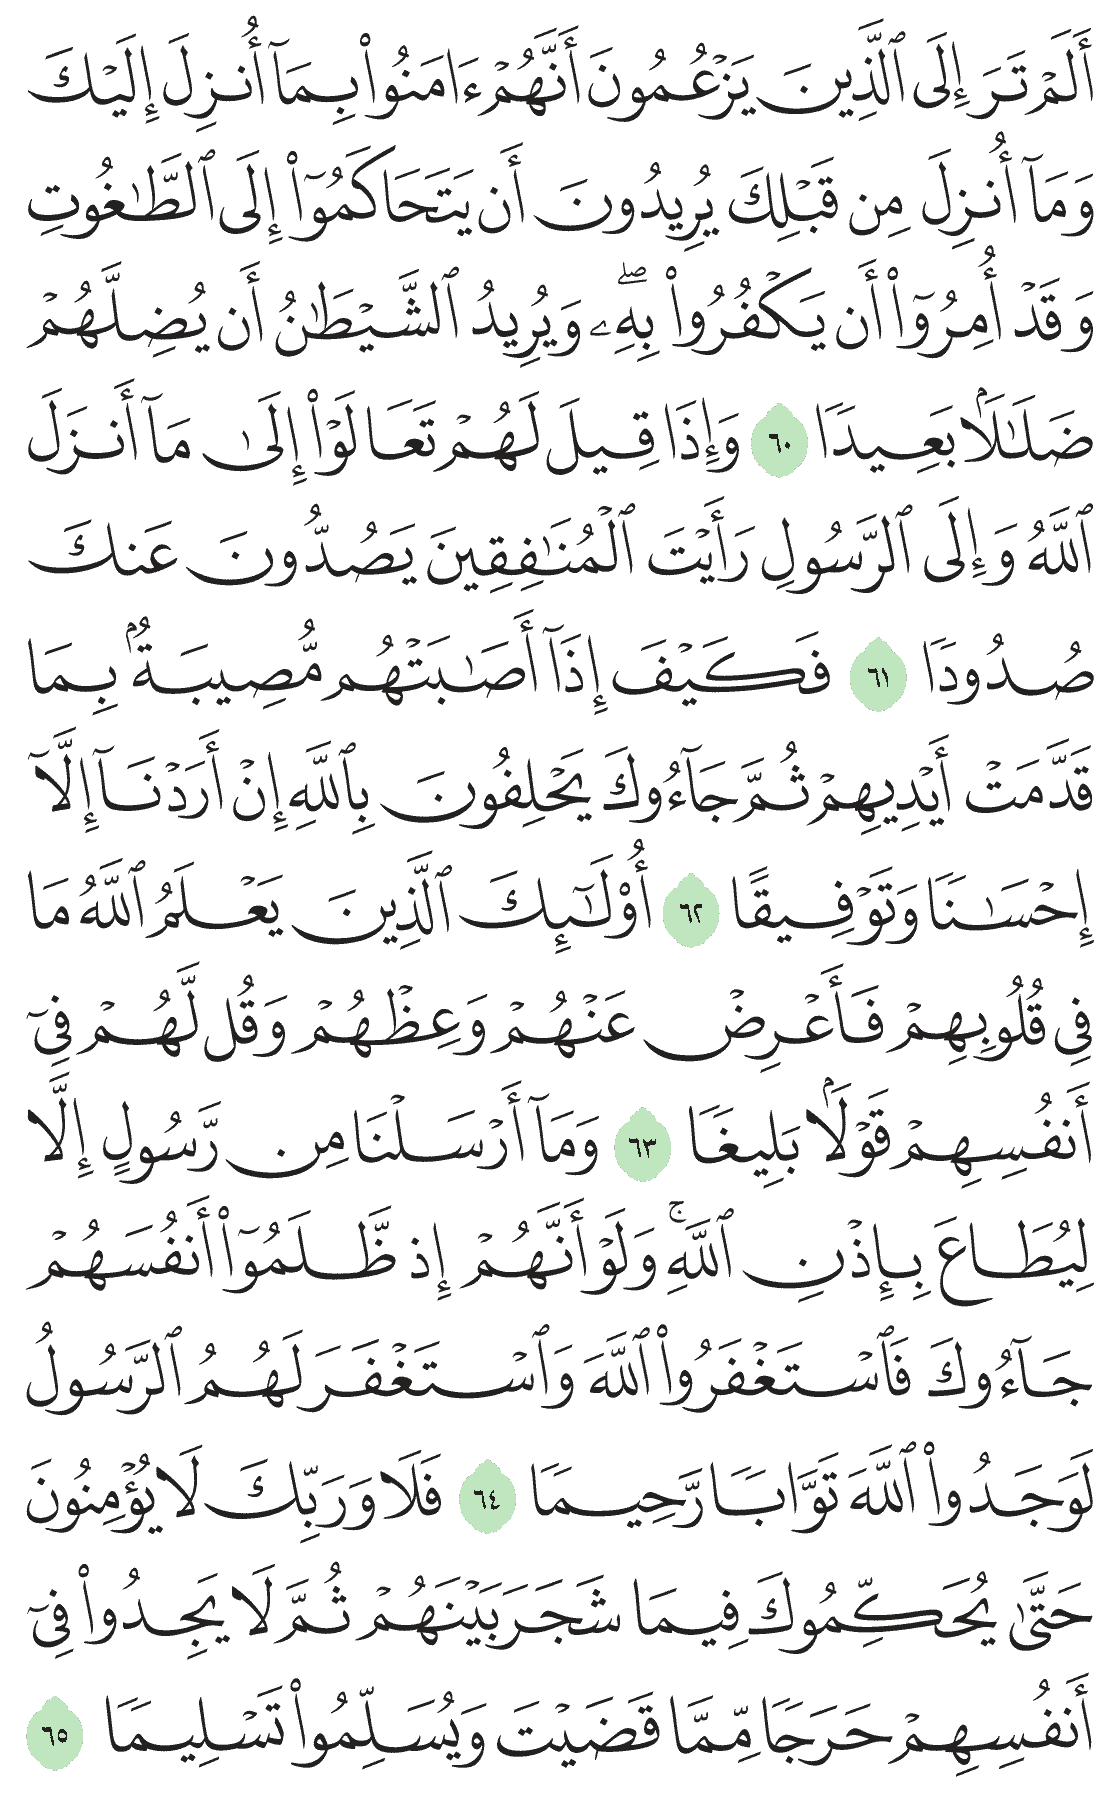 أَلَمۡ تَرَ إِلَى ٱلَّذِينَ يَزۡعُمُونَ أَنَّهُمۡ ءَامَنُواْ بِمَآ أُنزِلَ إِلَيۡكَ
وَمَآ أُنزِلَ مِن قَبۡلِكَ يُرِيدُونَ أَن يَتَحَاكَمُوٓاْ إِلَى ٱلطَّٰغُوتِ
وَقَدۡ أُمِرُوٓاْ أَن يَكۡفُرُواْ بِهِۦۖ وَيُرِيدُ ٱلشَّيۡطَٰنُ أَن يُضِلَّهُمۡ
ضَلَٰلَۢا بَعِيدٗا ٦٠ وَإِذَا قِيلَ لَهُمۡ تَعَالَوۡاْ إِلَىٰ مَآ أَنزَلَ
ٱللَّهُ وَإِلَى ٱلرَّسُولِ رَأَيۡتَ ٱلۡمُنَٰفِقِينَ يَصُدُّونَ عَنكَ
صُدُودٗا ٦١ فَكَيۡفَ إِذَآ أَصَٰبَتۡهُم مُّصِيبَةُۢ بِمَا
قَدَّمَتۡ أَيۡدِيهِمۡ ثُمَّ جَآءُوكَ يَحۡلِفُونَ بِٱللَّهِ إِنۡ أَرَدۡنَآ إِلَّآ
إِحۡسَٰنٗا وَتَوۡفِيقًا ٦٢ أُوْلَٰٓئِكَ ٱلَّذِينَ يَعۡلَمُ ٱللَّهُ مَا
فِي قُلُوبِهِمۡ فَأَعۡرِضۡ عَنۡهُمۡ وَعِظۡهُمۡ وَقُل لَّهُمۡ فِيٓ
أَنفُسِهِمۡ قَوۡلَۢا بَلِيغٗا ٦٣ وَمَآ أَرۡسَلۡنَا مِن رَّسُولٍ إِلَّا
لِيُطَاعَ بِإِذۡنِ ٱللَّهِۚ وَلَوۡ أَنَّهُمۡ إِذ ظَّلَمُوٓاْ أَنفُسَهُمۡ
جَآءُوكَ فَٱسۡتَغۡفَرُواْ ٱللَّهَ وَٱسۡتَغۡفَرَ لَهُمُ ٱلرَّسُولُ
لَوَجَدُواْ ٱللَّهَ تَوَّابٗا رَّحِيمٗا ٦٤ فَلَا وَرَبِّكَ لَا يُؤۡمِنُونَ
حَتَّىٰ يُحَكِّمُوكَ فِيمَا شَجَرَ بَيۡنَهُمۡ ثُمَّ لَا يَجِدُواْ فِيٓ
أَنفُسِهِمۡ حَرَجٗا مِّمَّا قَضَيۡتَ وَيُسَلِّمُواْ تَسۡلِيمٗا ٦٥